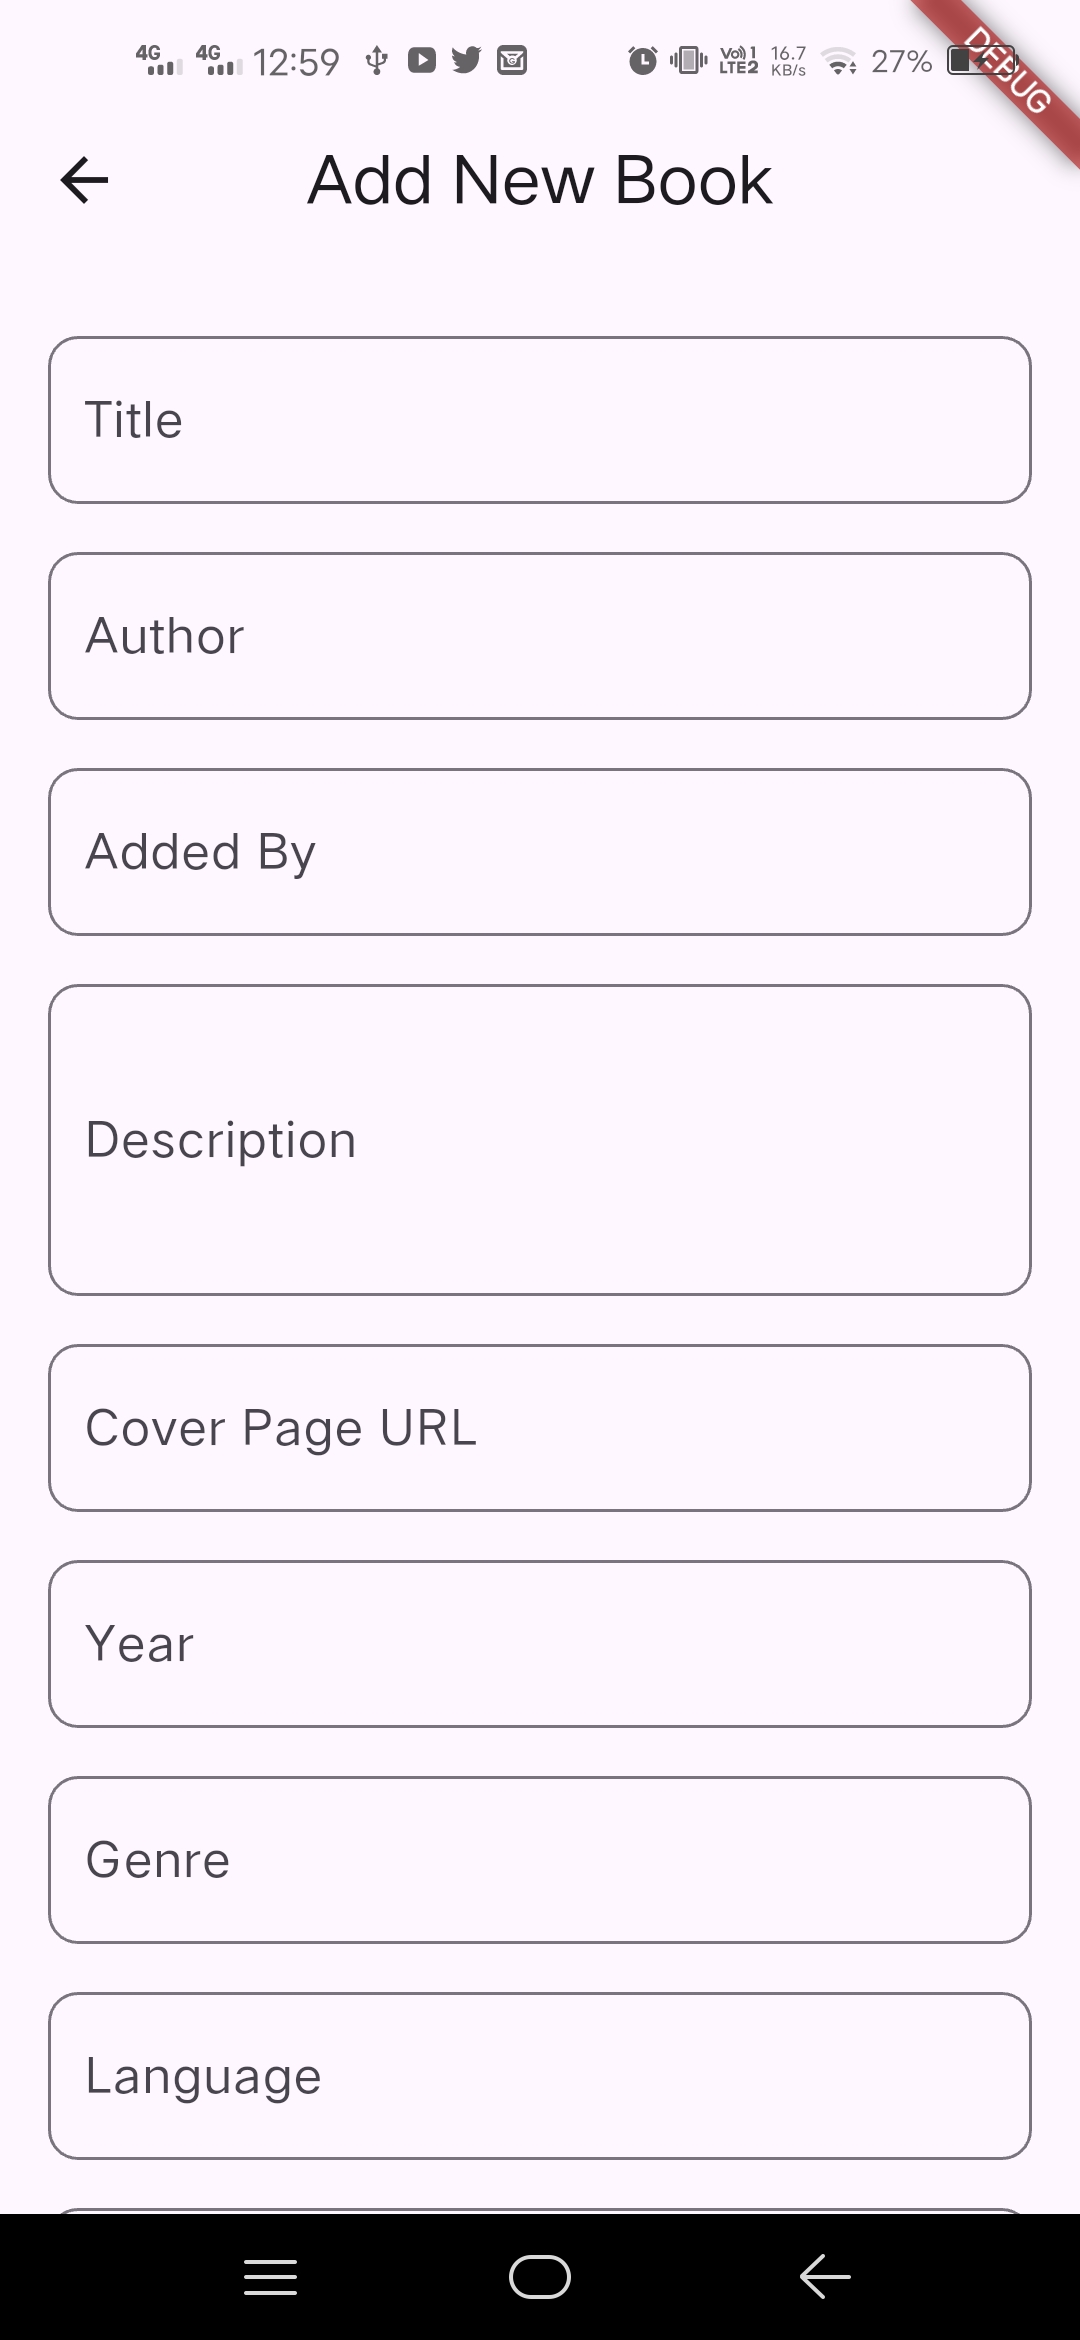 4G 4G 12:59 Vo)) 1 LTE2 16.7 KB/s 27%
DEBUG
Add New Book
Title
Author
Added By
Description
Cover Page URL
Year
Genre
Language